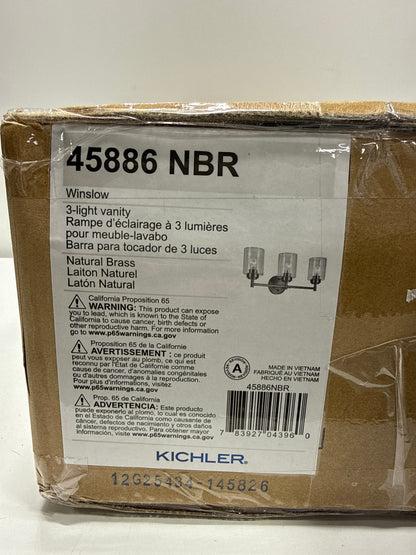 45886 NBR
Winslow
3-light vanity
Rampe d'éclairage à 3 lumières
pour meuble-lavabo
Barra para tocador de 3 luces
Natural Brass
Laiton Naturel
Latón Natural
California Proposition 65
WARNING: This product can expose
you to lead, which is known to the State of
California to cause cancer, birth defects or
other reproductive harm. For more information
go to www.p65warnings.ca.gov
Proposition 65 de la Californie
AVERTISSEMENT : ce produit
peut vous exposer au plomb, ce qui est
reconnu par l'Etat de Californie comme
cause de cancer, d'anomalies congénitales
ou d'autres dommages à la reproduction.
Pour plus d'informations, visitez
www.p65warnings.ca.gov
Prop. 65 de California
ADVERTENCIA: Este producto
puede exponerlo al plomo, lo cual es conocido
en el Estado de California como causante de
cáncer, defectos de nacimiento y otros daños
al sistema reproductivo. Para obtener mayor
información, visite www.p65warnings.ca.gov
A
MADE IN VIETNAM
FABRIQUÉ AU VIETNAM
HECHO EN VIETNAM
45886NBR
7 83927 04396 0
KICHLER
12G25434-145826